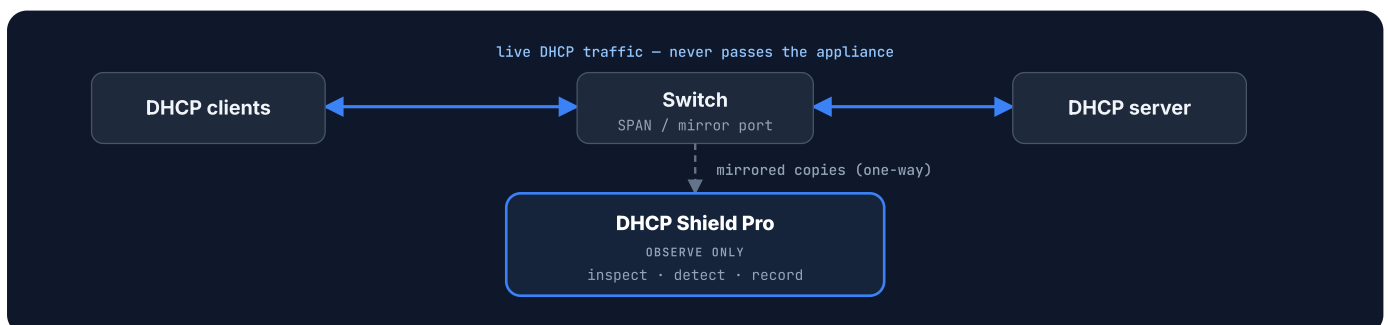 live DHCP traffic — never passes the appliance
DHCP clients
Switch
SPAN / mirror port
DHCP server
mirrored copies (one-way)
DHCP Shield Pro
OBSERVE ONLY
inspect · detect · record